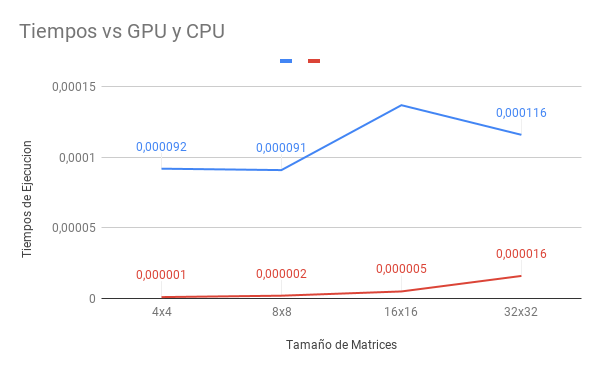 Tiempos vs GPU y CPU
0,00015
0,0001
0,00005
0
Tiempos de Ejecucion
0,000092
0,000091
0,000116
0,000001
0,000002
0,000005
0,000016
4x4
8x8
16x16
32x32
Tamaño de Matrices